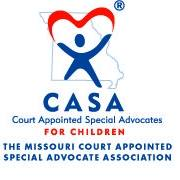 ®
CASA
Court Appointed Special Advocates
FOR CHILDREN
THE MISSOURI COURT APPOINTED
SPECIAL ADVOCATE ASSOCIATION